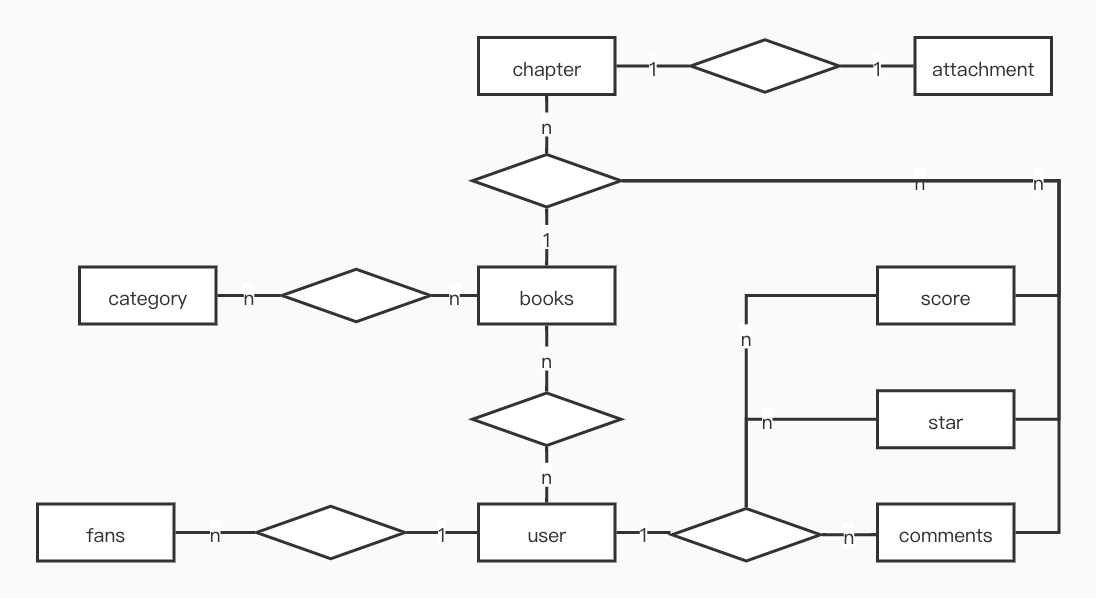 chapter
1
1
attachment
n
n
n
1
category
n
n
books
score
n
n
star
n
n
fans
n
1
user
1
n
comments